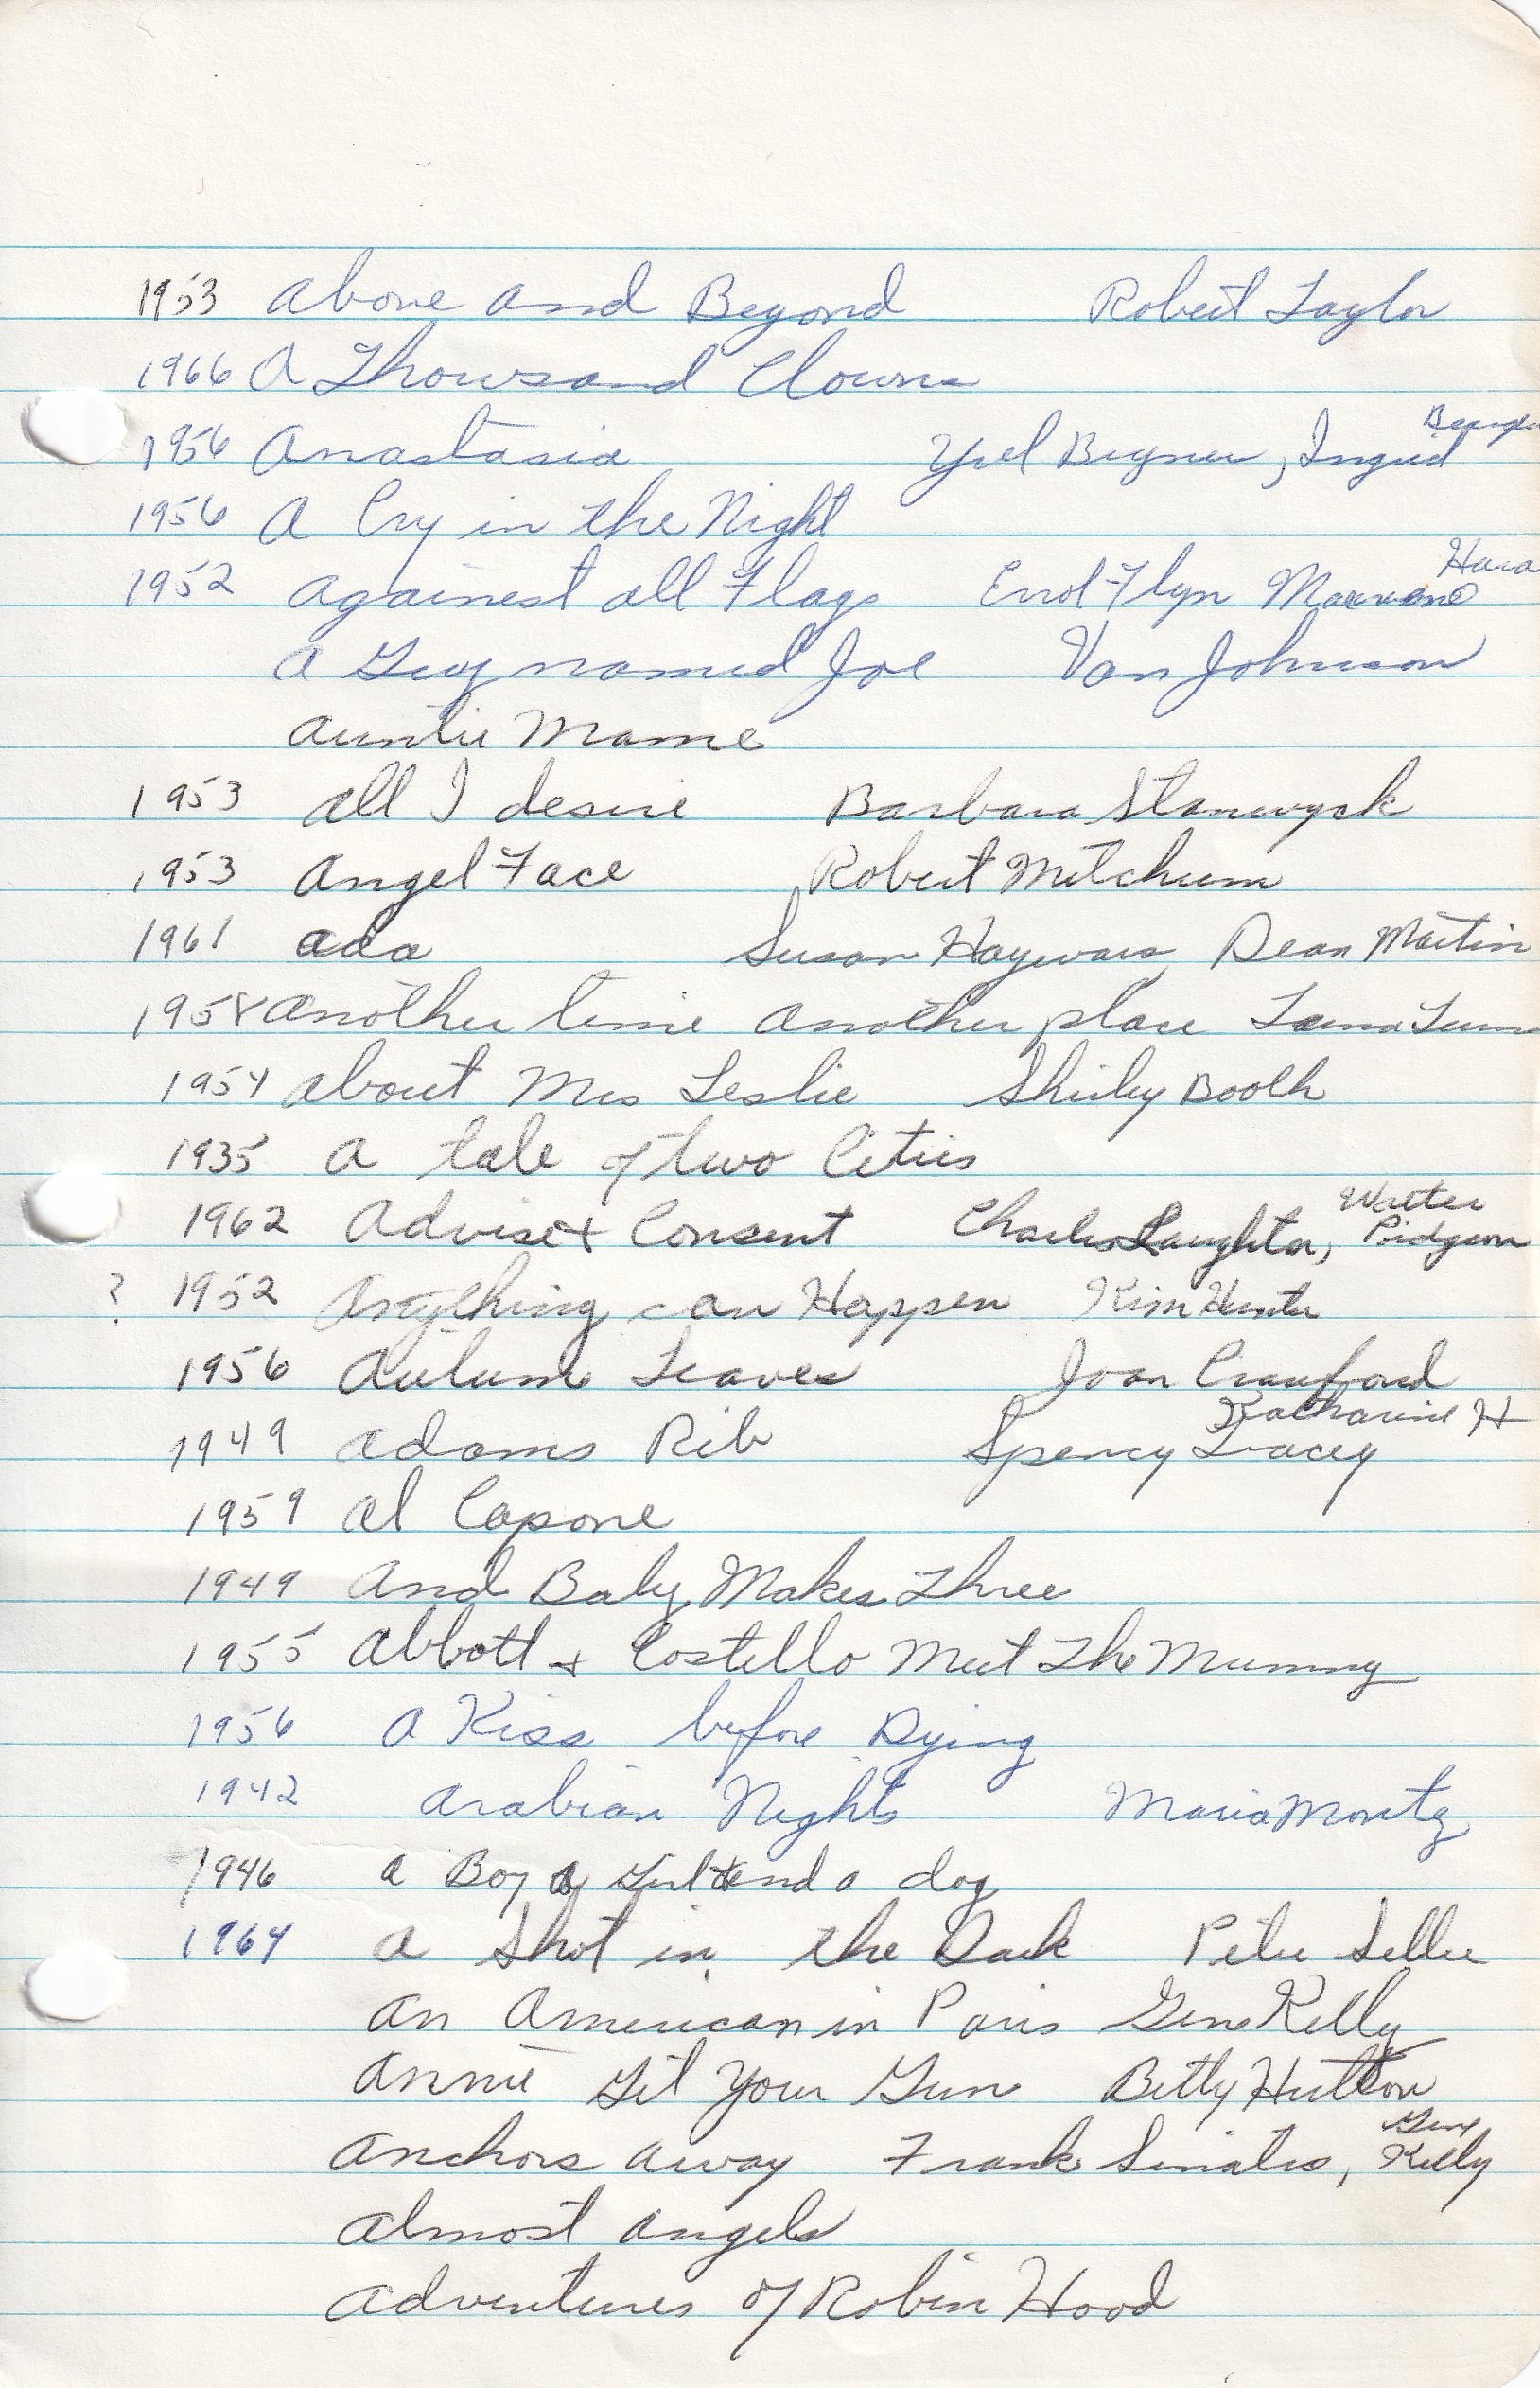 1953 Above and Beyond Robert Taylor
1966 A Thousand Clowns
1956 Anastasia Yul Brynner, Ingrid
1956 A Cry in the Night
1952 Againest all Flags Errol Flyn Maureene Hara
A Guy named Joe Van Johnson
Auntie Mame
1953 All I desire Barbara Stanwyck
1953 Angel Face Robert Mitchum
1961 Ada Susan Hayward Dean Martin
1958 Another time another place Lana
1954 About Mrs Leslie Shirley Booth
1935 A tale of two Cities
1962 Advise + Consent Charles Laughton, Walter Pidgeon
? 1952 Anything can Happen Kim Hunter
1956 Autumn Leaves Joan Crawford
1949 Adams Rib Spency Tracey Katharine H
1959 Al Capone
1949 And Baby Makes Three
1955 Abbott + Costello Meet The Mummy
1956 A Kiss before Dying
1942 Arabian Nights Maria Montez
1946 A Boy a Girl and a dog
1964 A Shot in the Dark Peter Seller
An American in Paris Gene Kelly
Annie Git Your Gun Betty Hutton
Anchors away Frank Sinatra, Gene Kelly
Almost Angels
Adventures of Robin Hood